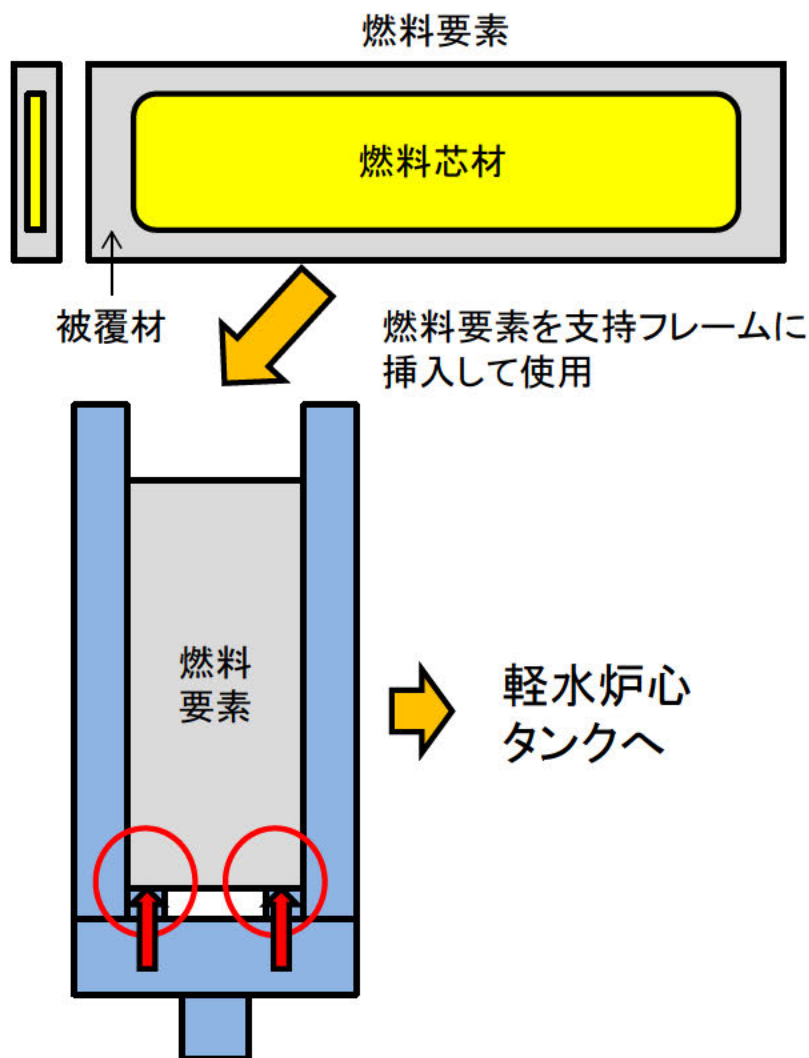 燃料要素
燃料芯材
被覆材
燃料要素を支持フレームに
挿入して使用
燃料
要素
軽水炉心
タンクへ